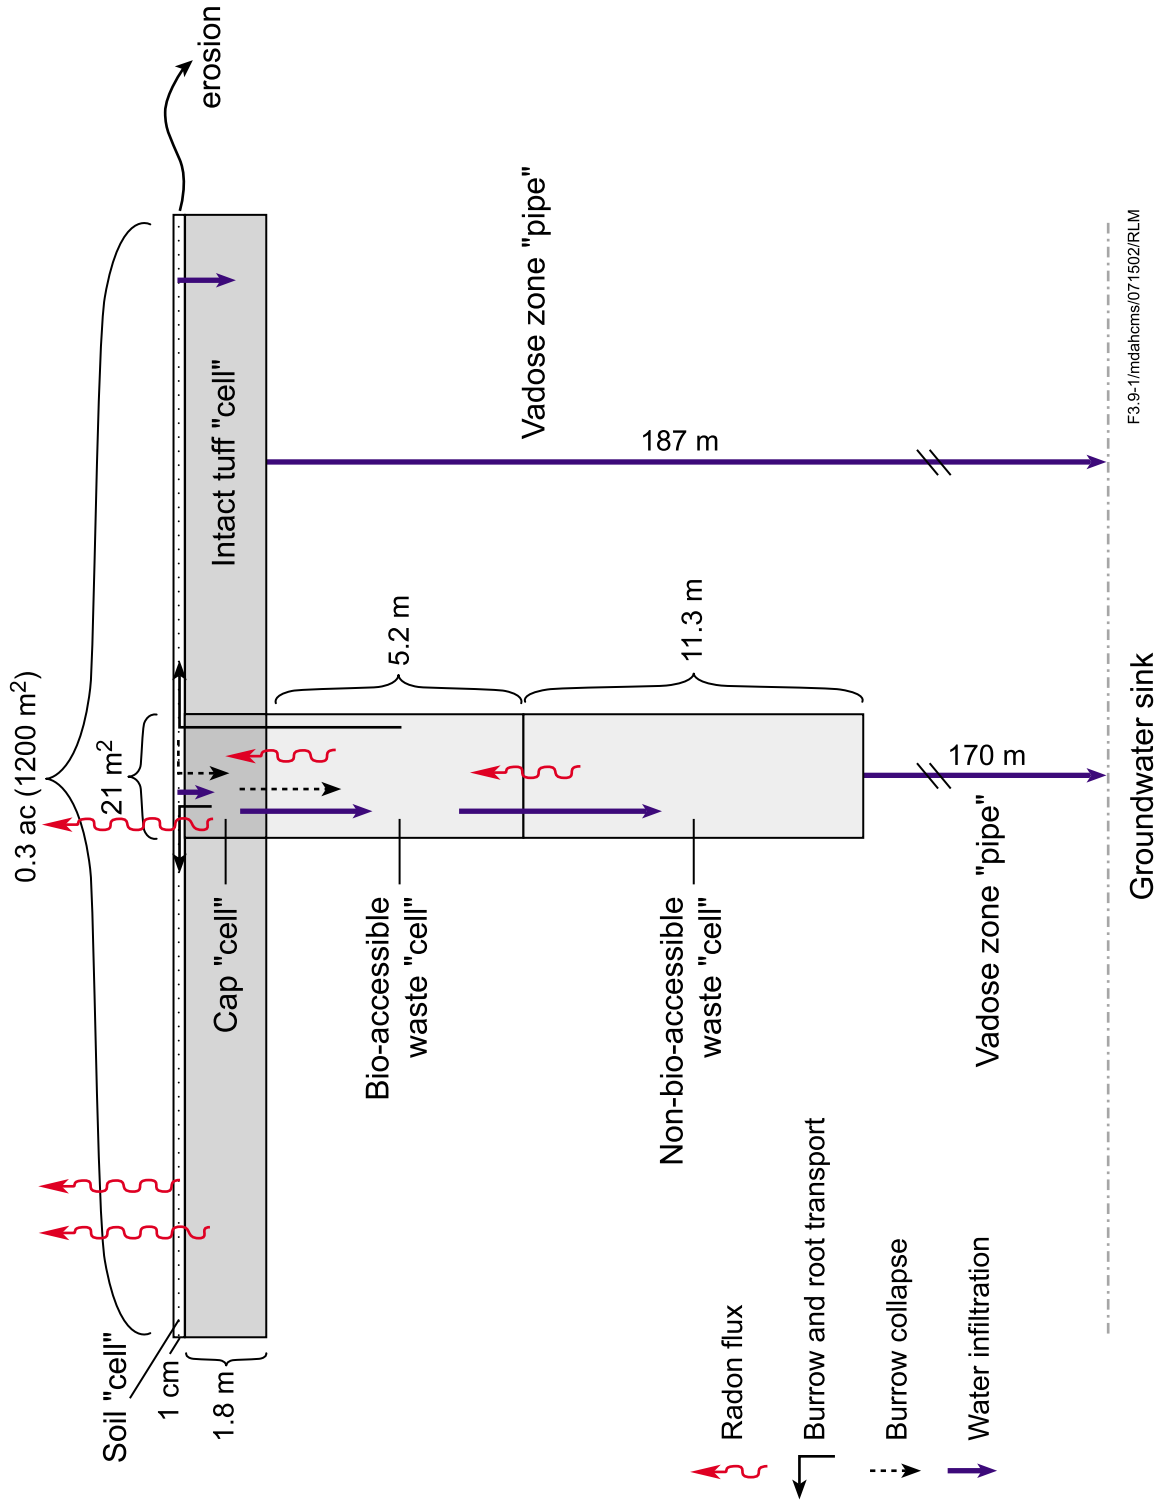 0.3 ac (1200 m²)
21 m²
erosion
Soil "cell"
1 cm
1.8 m
Cap "cell"
Intact tuff "cell"
Bio-accessible
waste "cell"
5.2 m
Non-bio-accessible
waste "cell"
11.3 m
Vadose zone "pipe"
187 m
Vadose zone "pipe"
170 m
Groundwater sink
Radon flux
Burrow and root transport
Burrow collapse
Water infiltration
F3.9-1/mdahcms/071502/RLM